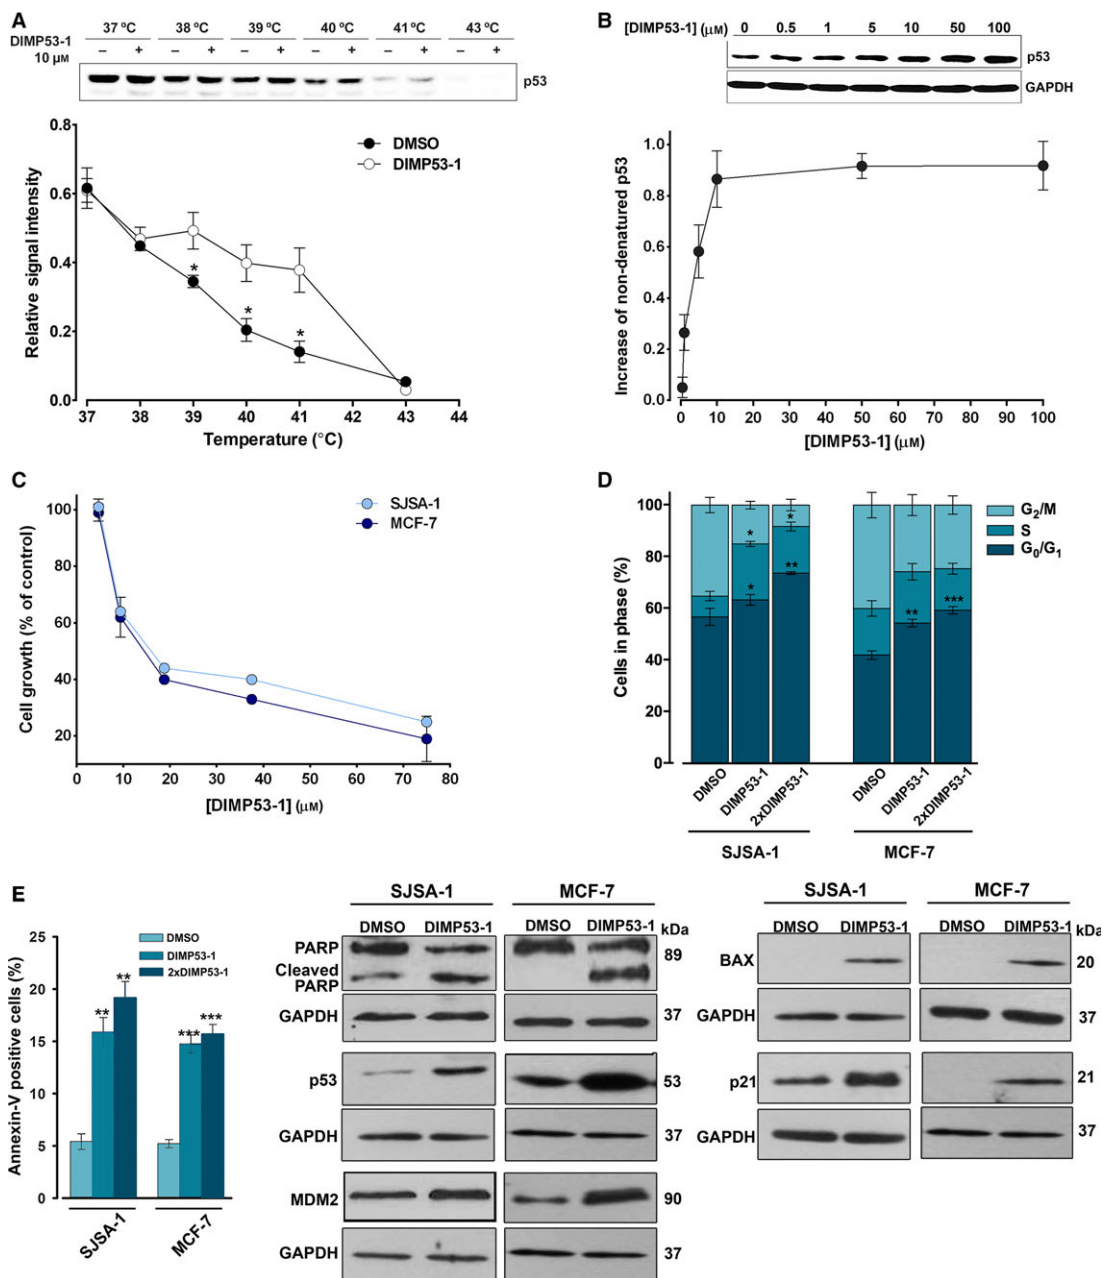 A
37 ºC 38 ºC 39 ºC 40 ºC 41 ºC 43 ºC
DIMP53-1
10 µM
– + – + – + – + – + – +
p53
DMSO
DIMP53-1
Relative signal intensity
0.8
0.6
0.4
0.2
0.0
*
*
*
37 38 39 40 41 42 43 44
Temperature (°C)
B
[DIMP53-1] (µM) 0 0.5 1 5 10 50 100
p53
GAPDH
Increase of non-denatured p53
1.0
0.8
0.6
0.4
0.2
0.0
0 10 20 30 40 50 60 70 80 90 100
[DIMP53-1] (µM)
C
SJSA-1
MCF-7
Cell growth (% of control)
100
80
60
40
20
0 10 20 30 40 50 60 70 80
[DIMP53-1] (µM)
D
G2/M
S
G0/G1
Cells in phase (%)
100
80
60
40
20
0
* *
* **
** ***
DMSO DIMP53-1 2xDIMP53-1 DMSO DIMP53-1 2xDIMP53-1
SJSA-1 MCF-7
E
Annexin-V positive cells (%)
25
20
15
10
5
0
DMSO
DIMP53-1
2xDIMP53-1
** ** *** ***
SJSA-1 MCF-7
SJSA-1 MCF-7
DMSO DIMP53-1 DMSO DIMP53-1 kDa
PARP 89
Cleaved
PARP
GAPDH 37
p53 53
GAPDH 37
MDM2 90
GAPDH 37
SJSA-1 MCF-7
DMSO DIMP53-1 DMSO DIMP53-1 kDa
BAX 20
GAPDH 37
p21 21
GAPDH 37